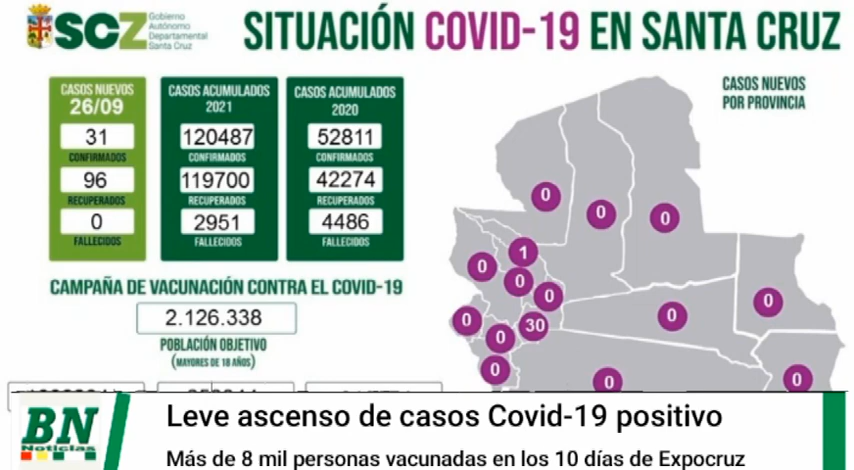 SCZ
Gobierno
Autónomo
Departamental
Santa Cruz
SITUACIÓN COVID-19 EN SANTA CRUZ
CASOS NUEVOS
26/09
31
CONFIRMADOS
96
RECUPERADOS
0
FALLECIDOS
CASOS ACUMULADOS
2021
120487
CONFIRMADOS
119700
RECUPERADOS
2951
FALLECIDOS
CASOS ACUMULADOS
2020
52811
CONFIRMADOS
42274
RECUPERADOS
4486
FALLECIDOS
CASOS NUEVOS
POR PROVINCIA
0
0
0
1
0
0
0
0
0
0
30
0
0
0
0
0
CAMPAÑA DE VACUNACIÓN CONTRA EL COVID-19
2.126.338
POBLACIÓN OBJETIVO
(MAYORES DE 18 AÑOS)
BN
Noticias
Leve ascenso de casos Covid-19 positivo
Más de 8 mil personas vacunadas en los 10 días de Expocruz